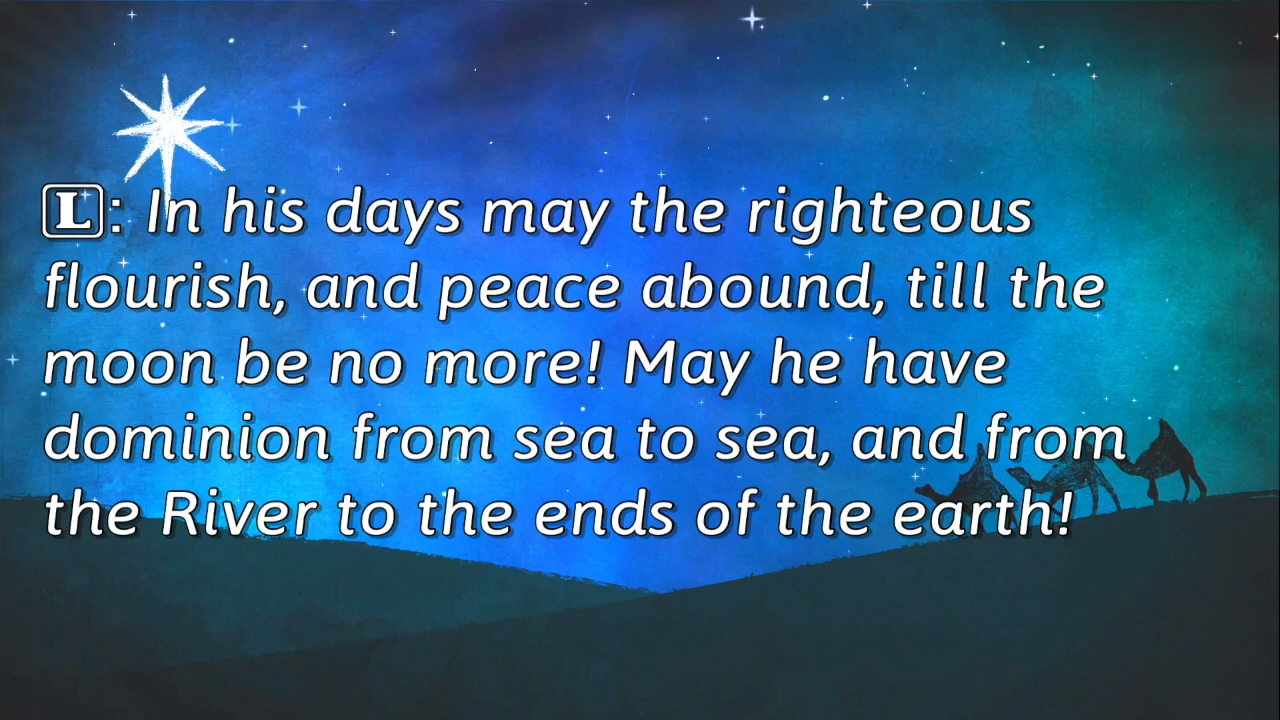 L: In his days may the righteous
flourish, and peace abound, till the
moon be no more! May he have
dominion from sea to sea, and from
the River to the ends of the earth!